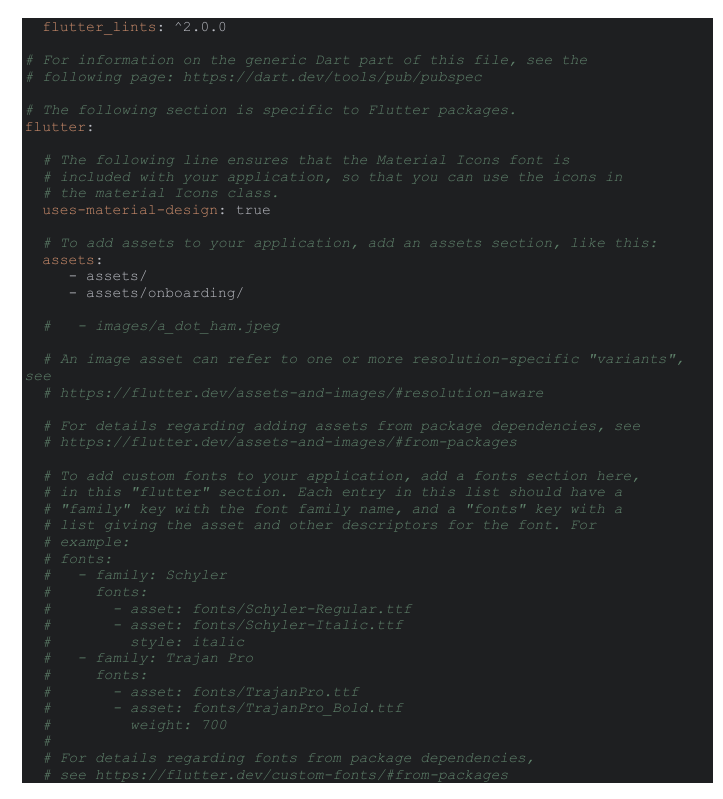 flutter_lints: ^2.0.0

# For information on the generic Dart part of this file, see the
# following page: https://dart.dev/tools/pub/pubspec

# The following section is specific to Flutter packages.
flutter:

  # The following line ensures that the Material Icons font is
  # included with your application, so that you can use the icons in
  # the material Icons class.
  uses-material-design: true

  # To add assets to your application, add an assets section, like this:
  assets:
     - assets/
     - assets/onboarding/

  #   - images/a_dot_ham.jpeg

  # An image asset can refer to one or more resolution-specific "variants",
see
  # https://flutter.dev/assets-and-images/#resolution-aware

  # For details regarding adding assets from package dependencies, see
  # https://flutter.dev/assets-and-images/#from-packages

  # To add custom fonts to your application, add a fonts section here,
  # in this "flutter" section. Each entry in this list should have a
  # "family" key with the font family name, and a "fonts" key with a
  # list giving the asset and other descriptors for the font. For
  # example:
  # fonts:
  #   - family: Schyler
  #     fonts:
  #       - asset: fonts/Schyler-Regular.ttf
  #       - asset: fonts/Schyler-Italic.ttf
  #         style: italic
  #   - family: Trajan Pro
  #     fonts:
  #       - asset: fonts/TrajanPro.ttf
  #       - asset: fonts/TrajanPro_Bold.ttf
  #         weight: 700
  #
  # For details regarding fonts from package dependencies,
  # see https://flutter.dev/custom-fonts/#from-packages